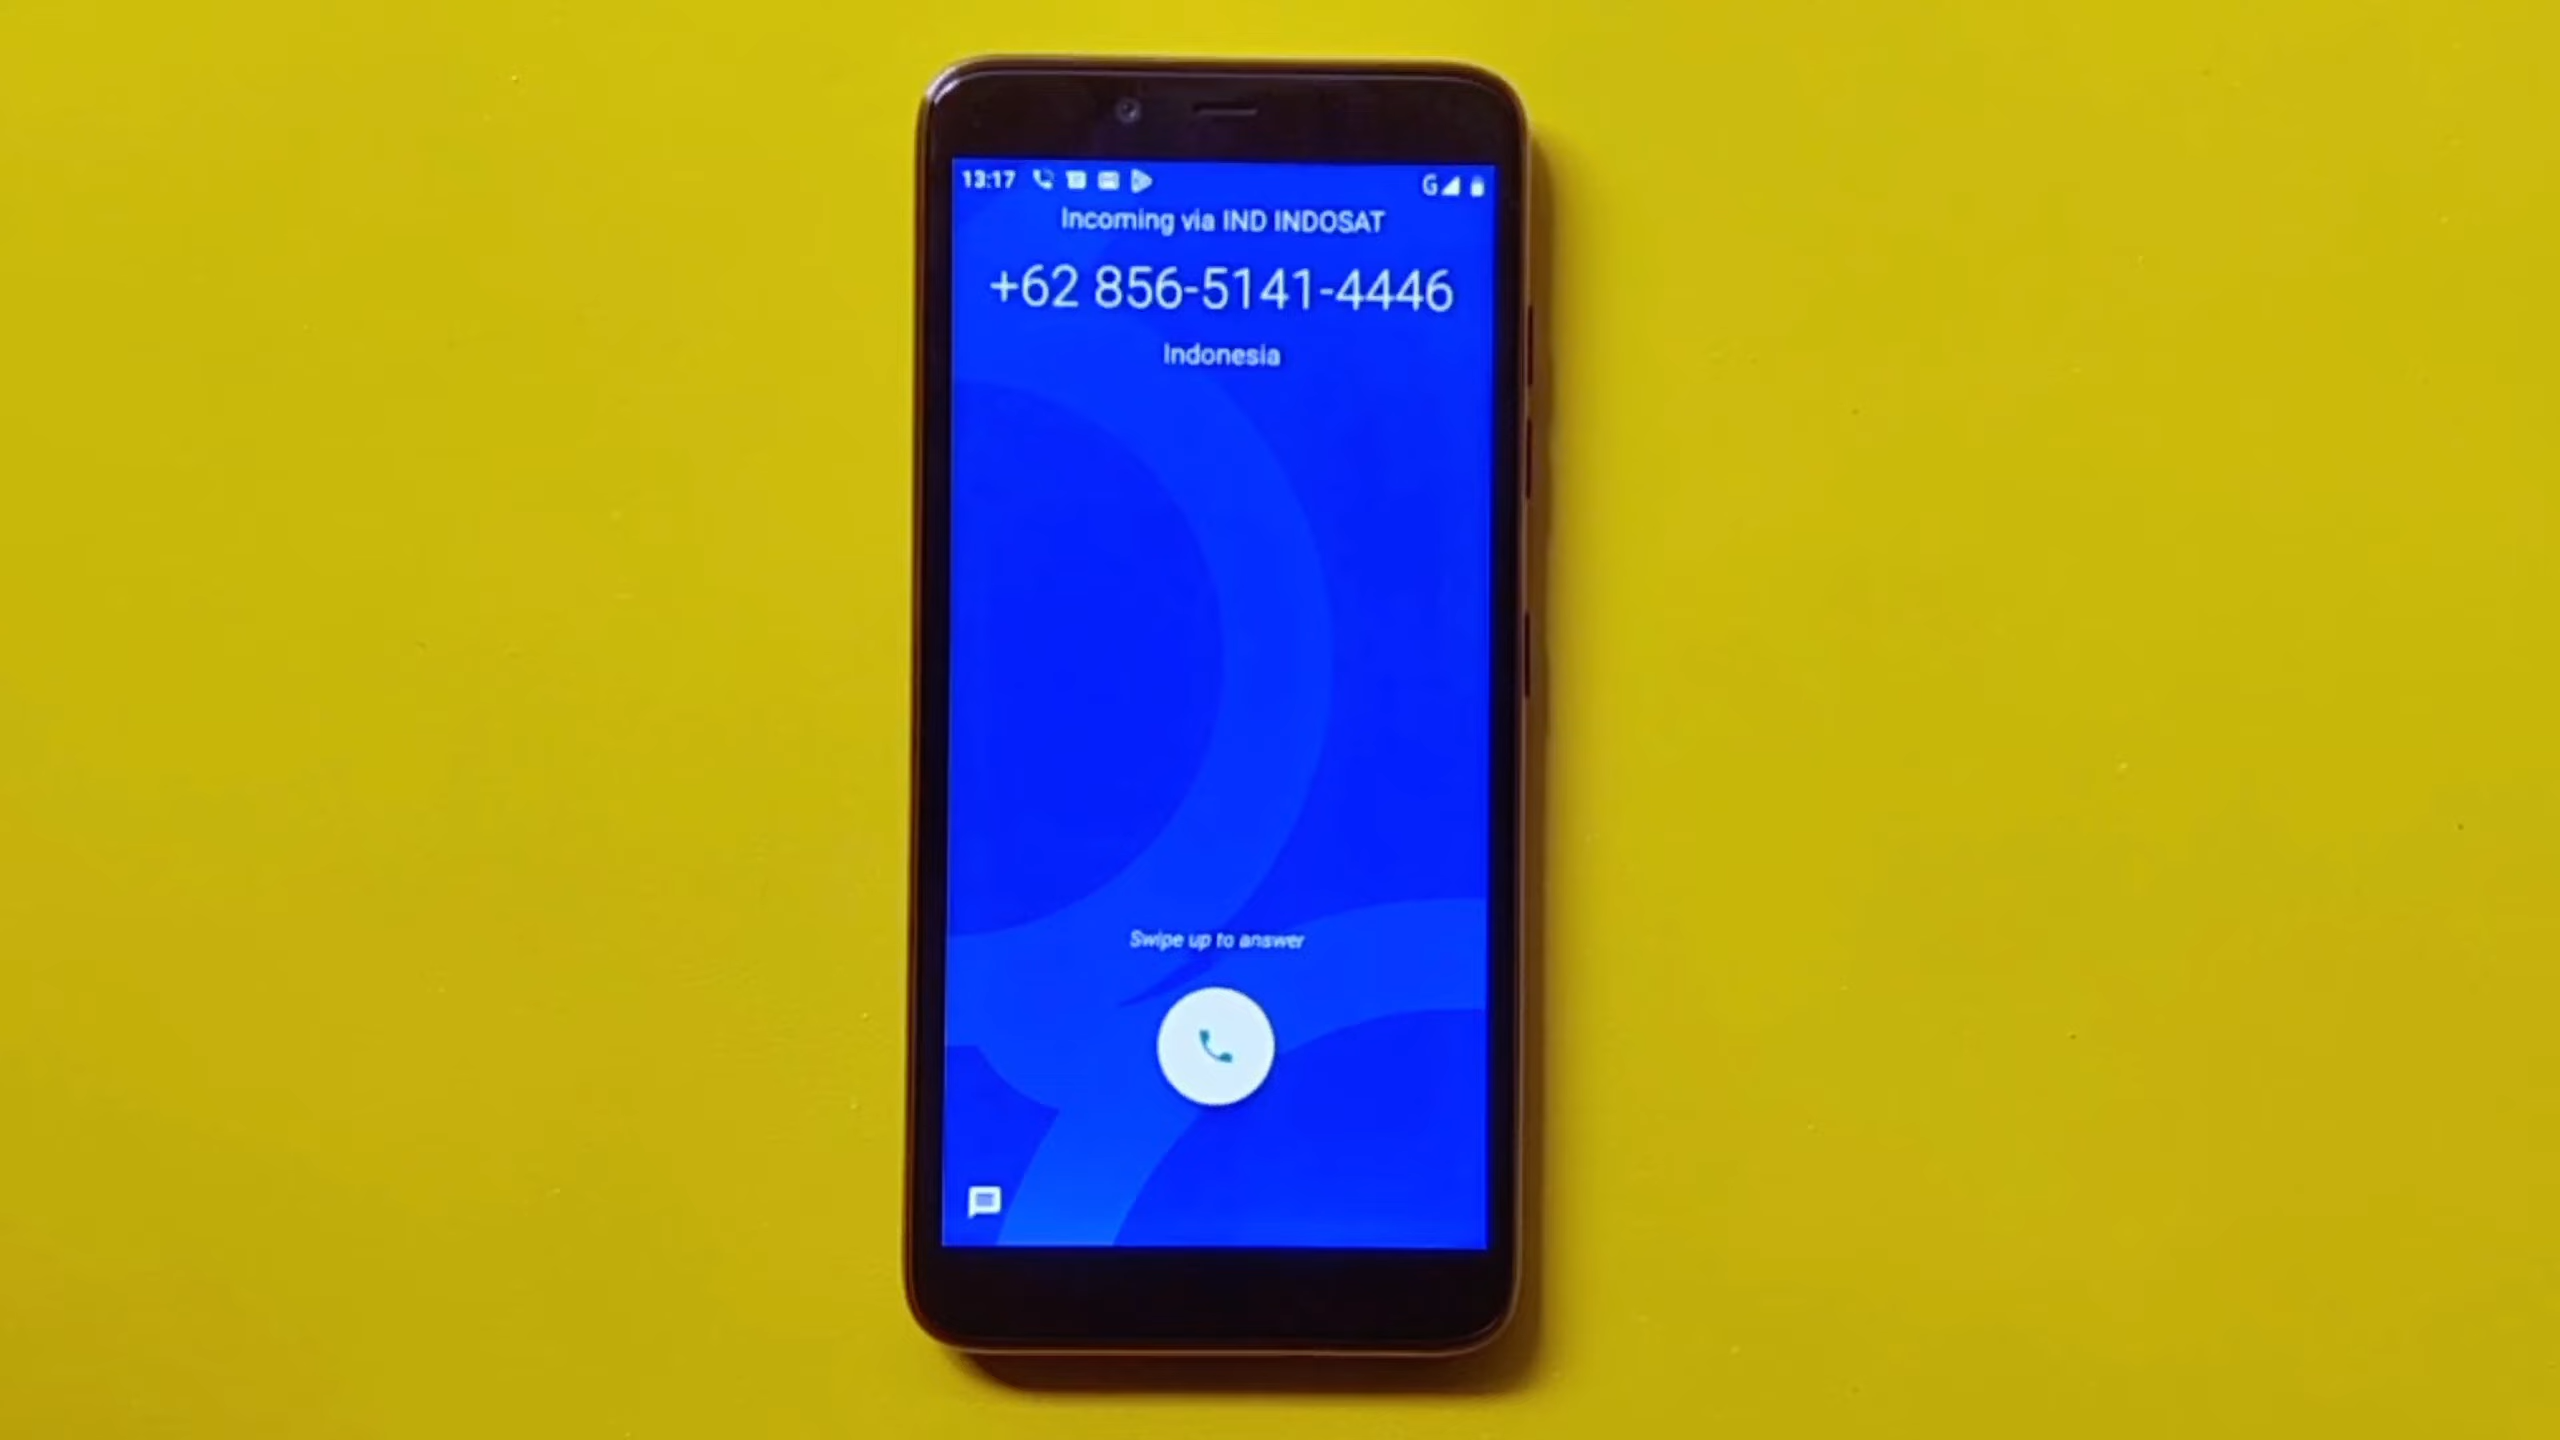 13:17 G
Incoming via IND INDOSAT
+62 856-5141-4446
Indonesia
Swipe up to answer